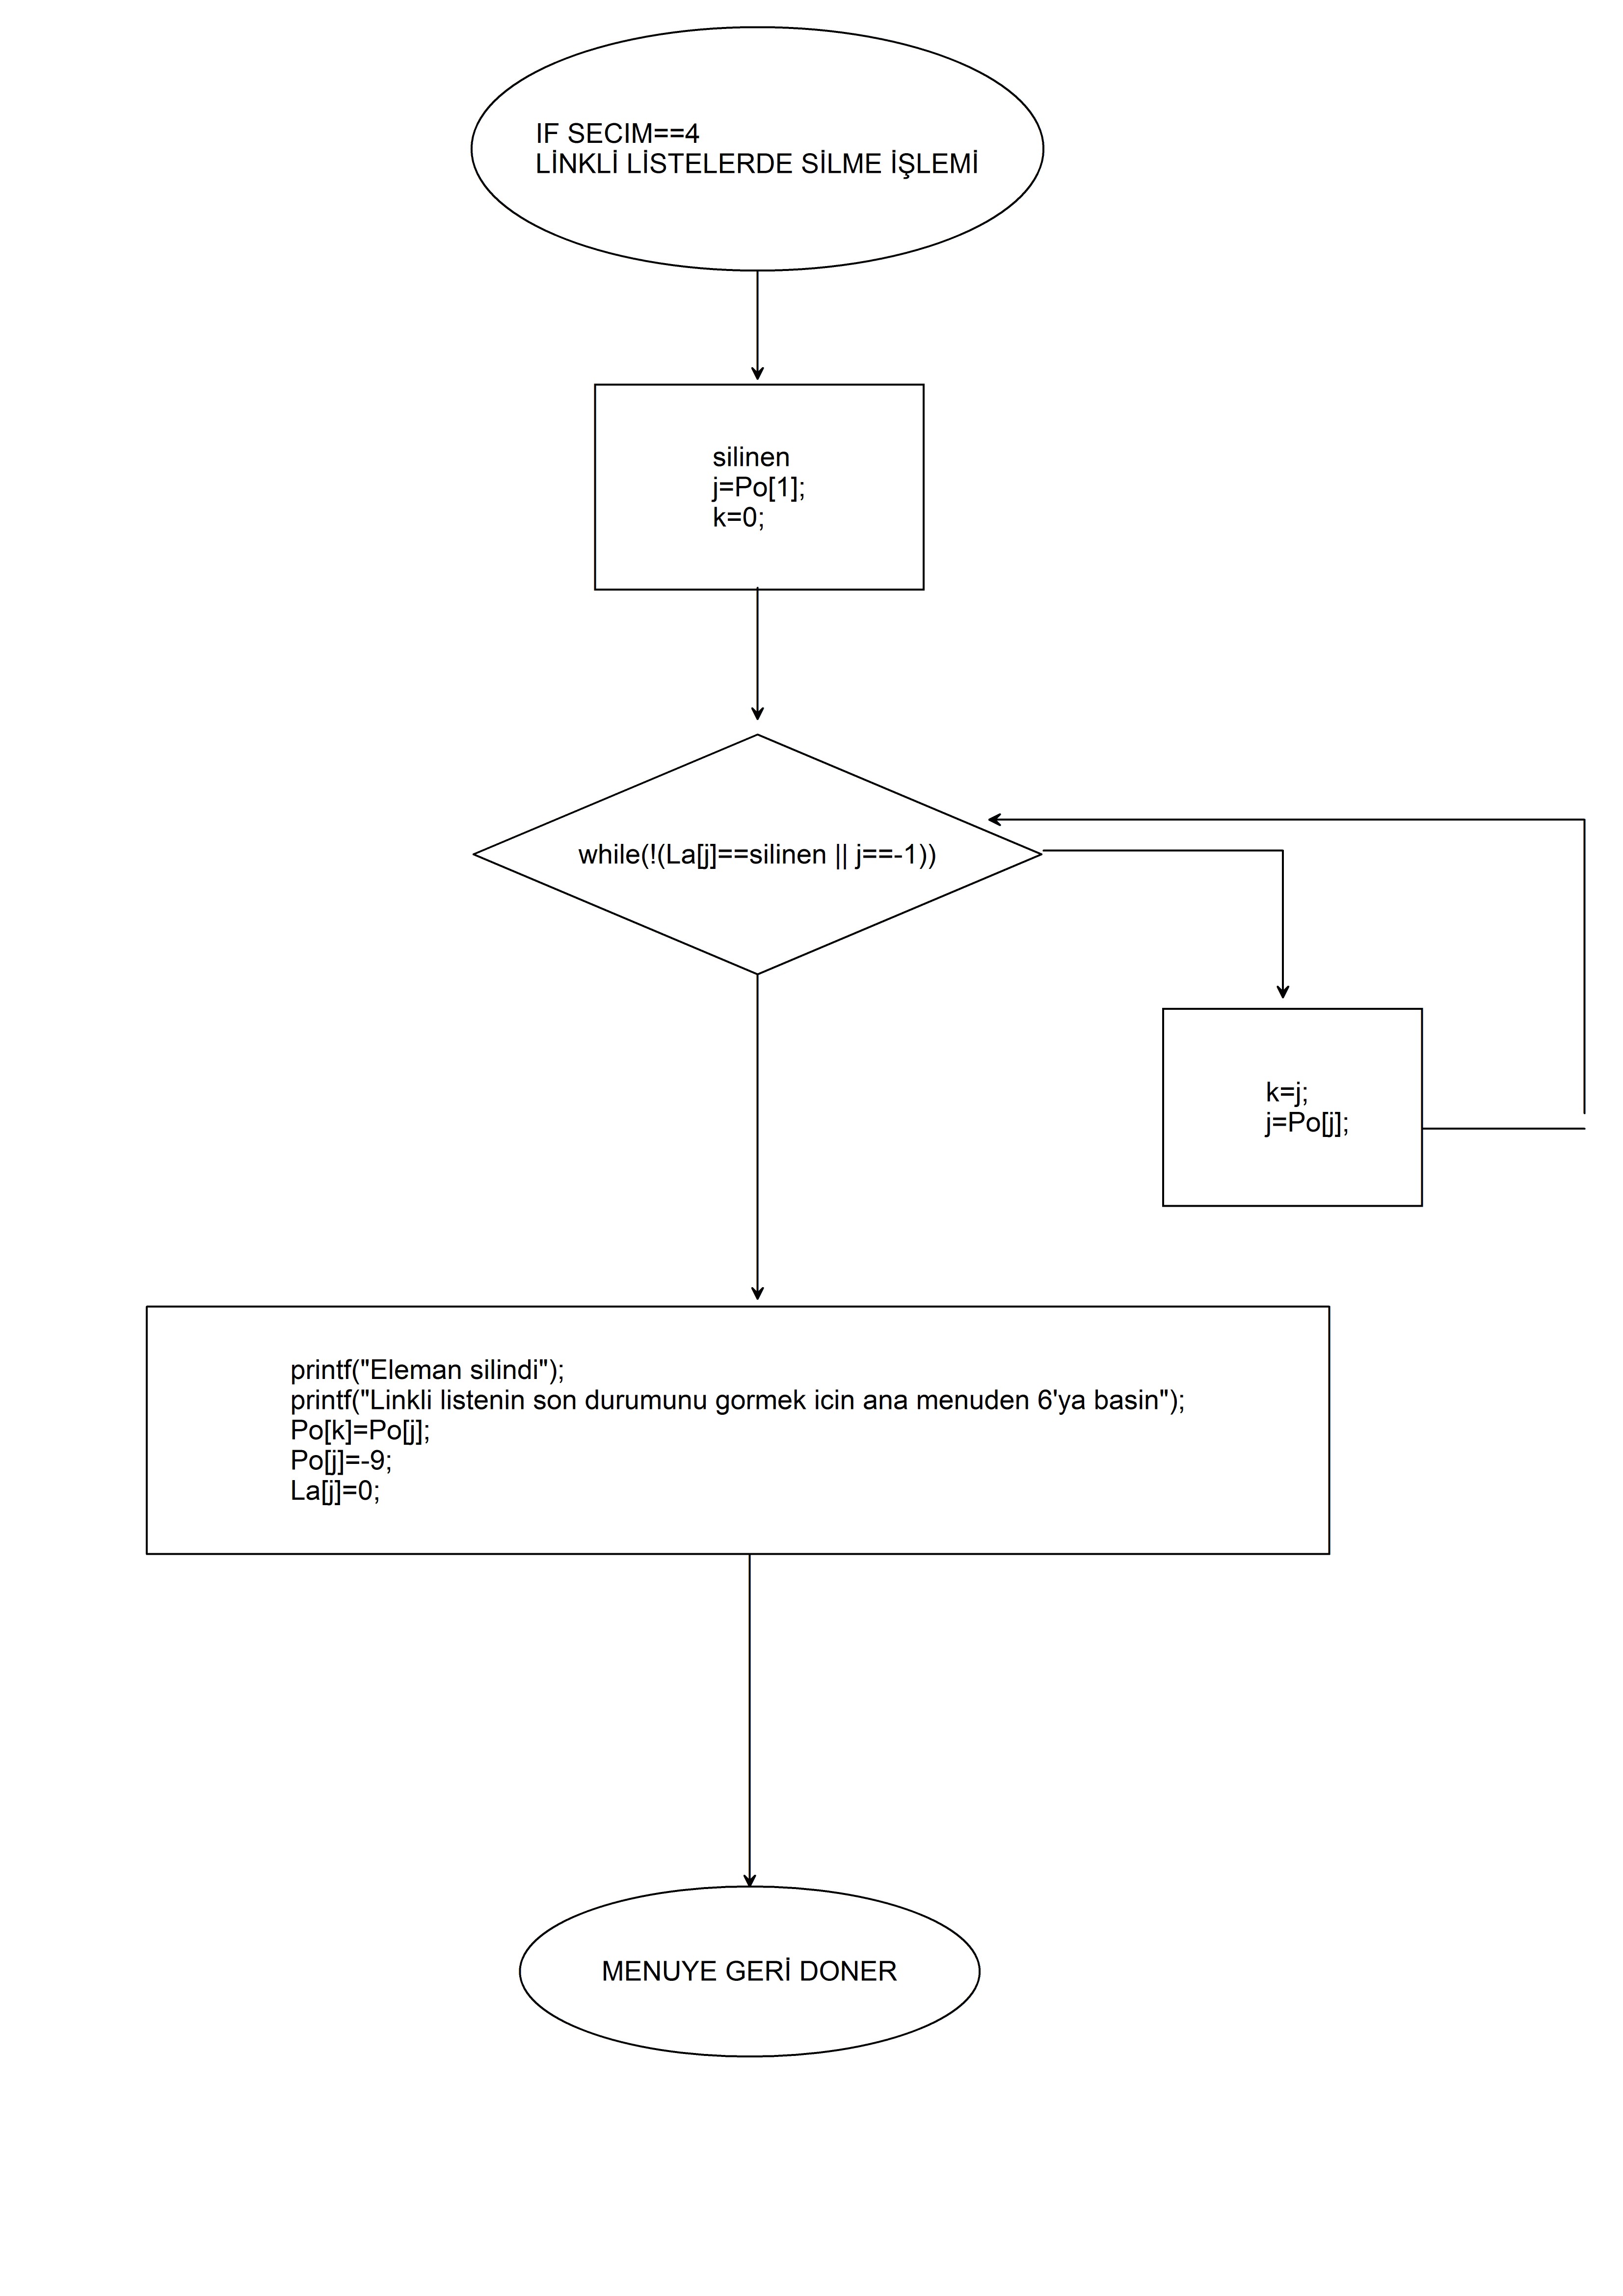 IF SECIM==4
LİNKLİ LİSTELERDE SİLME İŞLEMİ
silinen
j=Po[1];
k=0;
while(!(La[j]==silinen || j==-1))
k=j;
j=Po[j];
printf("Eleman silindi");
printf("Linkli listenin son durumunu gormek icin ana menuden 6'ya basin");
Po[k]=Po[j];
Po[j]=-9;
La[j]=0;
MENUYE GERİ DONER